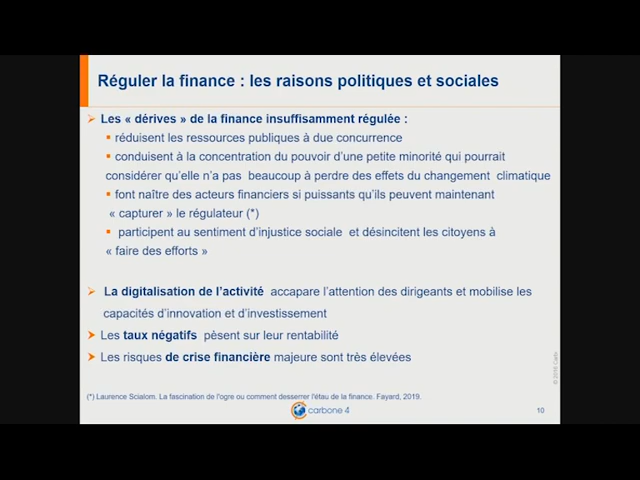 Réguler la finance : les raisons politiques et sociales
Les « dérives » de la finance insuffisamment régulée :
réduisent les ressources publiques à due concurrence
conduisent à la concentration du pouvoir d'une petite minorité qui pourrait
considérer qu'elle n'a pas beaucoup à perdre des effets du changement climatique
font naître des acteurs financiers si puissants qu'ils peuvent maintenant
« capturer » le régulateur (*)
participent au sentiment d'injustice sociale et désincitent les citoyens à
« faire des efforts »
La digitalisation de l'activité accapare l'attention des dirigeants et mobilise les
capacités d'innovation et d'investissement
Les taux négatifs pèsent sur leur rentabilité
Les risques de crise financière majeure sont très élevées
(*) Laurence Scialom. La fascination de l'ogre ou comment desserrer l'étau de la finance. Fayard, 2019.
carbone 4
10